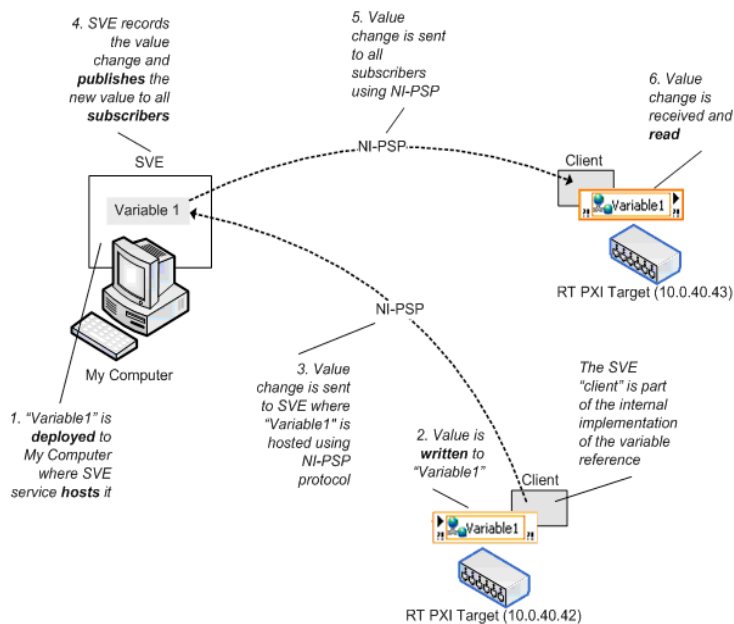 4. SVE records
the value
change and
publishes the
new value to all
subscribers
5. Value
change is sent
to all
subscribers
using NI-PSP
6. Value
change is
received and
read
SVE
NI-PSP
Client
Variable 1
Variable1
RT PXI Target (10.0.40.43)
My Computer
NI-PSP
1. "Variable1" is
deployed to
My Computer
where SVE
service hosts it
3. Value
change is sent
to SVE where
"Variable1" is
hosted using
NI-PSP
protocol
2. Value is
written to
"Variable1"
The SVE
"client" is part
of the internal
implementation
of the variable
reference
Client
Variable1
RT PXI Target (10.0.40.42)